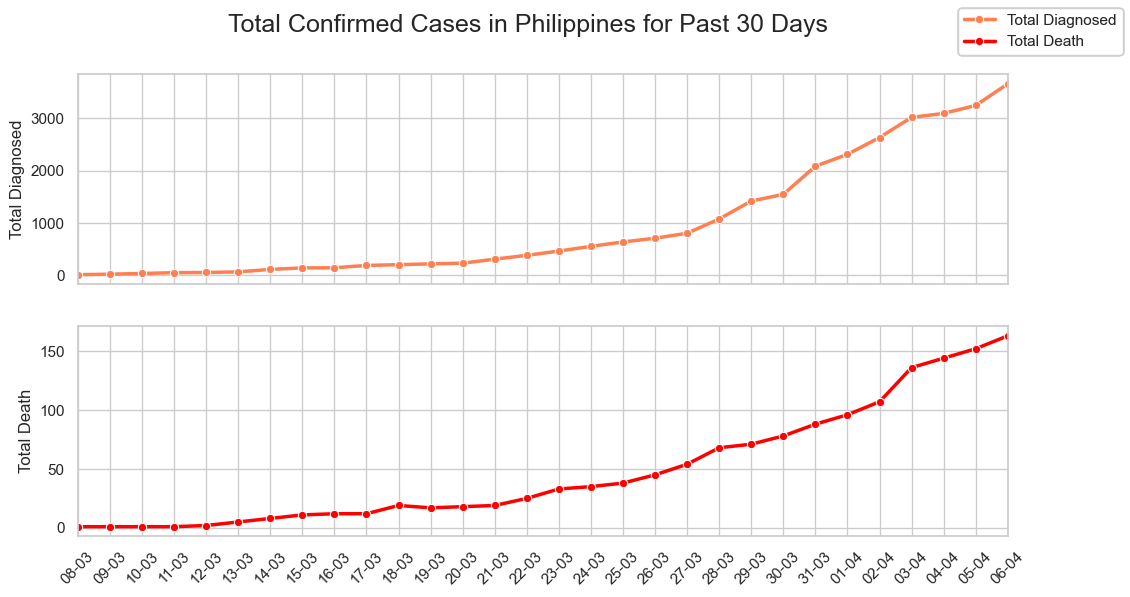 Total Confirmed Cases in Philippines for Past 30 Days
Total Diagnosed
Total Death
Total Diagnosed
3000
2000
1000
0
Total Death
150
100
50
0
08-03 09-03 10-03 11-03 12-03 13-03 14-03 15-03 16-03 17-03 18-03 19-03 20-03 21-03 22-03 23-03 24-03 25-03 26-03 27-03 28-03 29-03 30-03 31-03 01-04 02-04 03-04 04-04 05-04 06-04